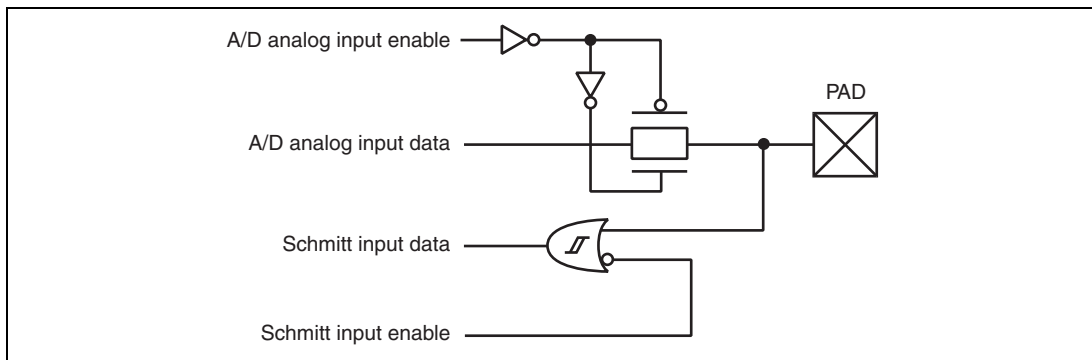 A/D analog input enable
PAD
A/D analog input data
Schmitt input data
Schmitt input enable